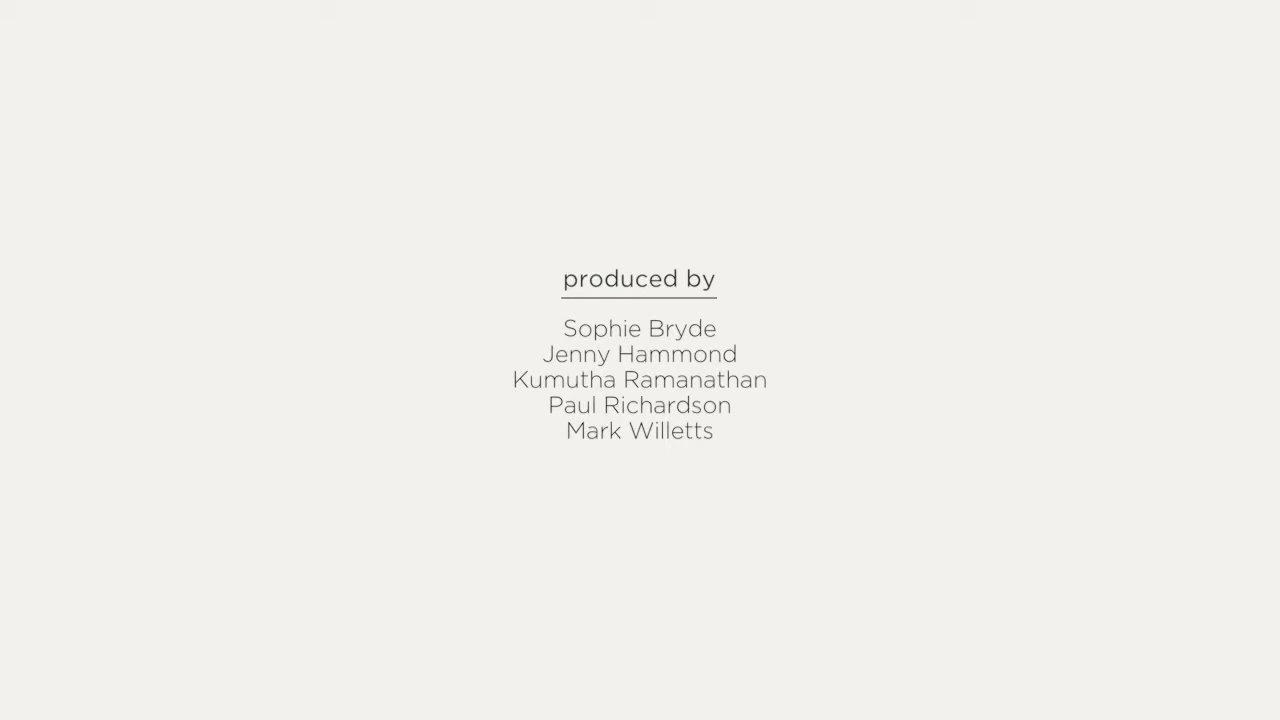 produced by
Sophie Bryde
Jenny Hammond
Kumutha Ramanathan
Paul Richardson
Mark Willetts